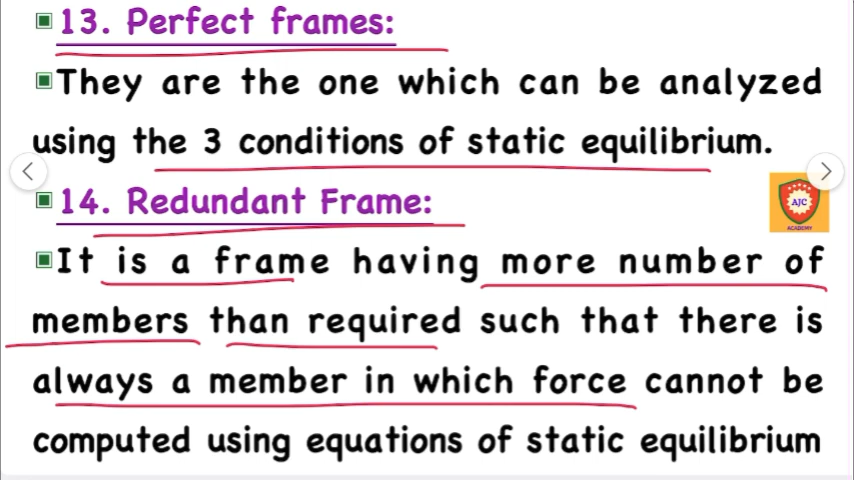 13. Perfect frames:
They are the one which can be analyzed
using the 3 conditions of static equilibrium.
14. Redundant Frame:
AJC
ACADEMY
It is a frame having more number of
members than required such that there is
always a member in which force cannot be
computed using equations of static equilibrium